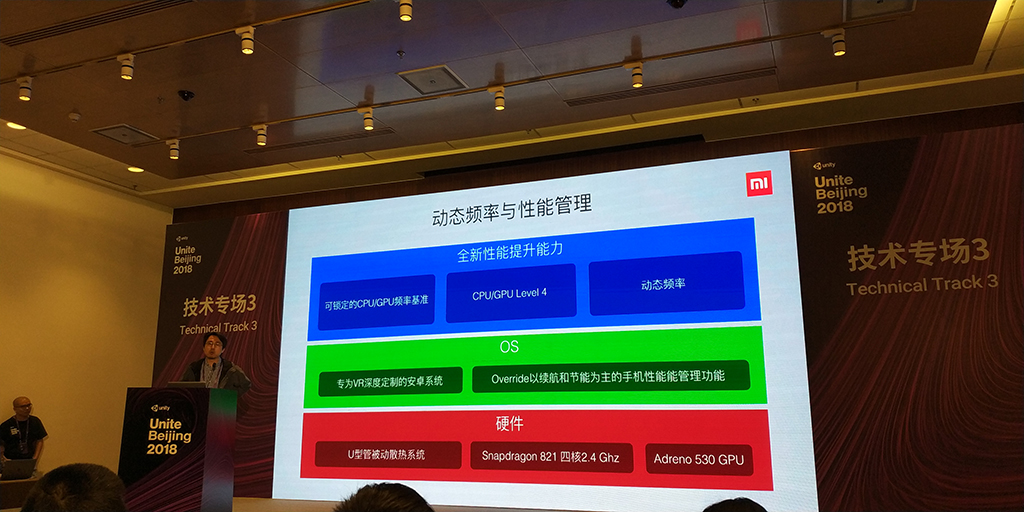 unity
Unite
Beijing
2018
技术专场3
Technical Track 3
unity
Unite
Beijing
2018
mi
动态频率与性能管理
全新性能提升能力
可锁定的CPU/GPU频率基准
CPU/GPU Level 4
动态频率
OS
专为VR深度定制的安卓系统
Override以续航和节能为主的手机性能能管理功能
硬件
U型管被动散热系统
Snapdragon 821 四核2.4 Ghz
Adreno 530 GPU
unity
Unite
Beijing
2018
技术专场3
Technical Track 3